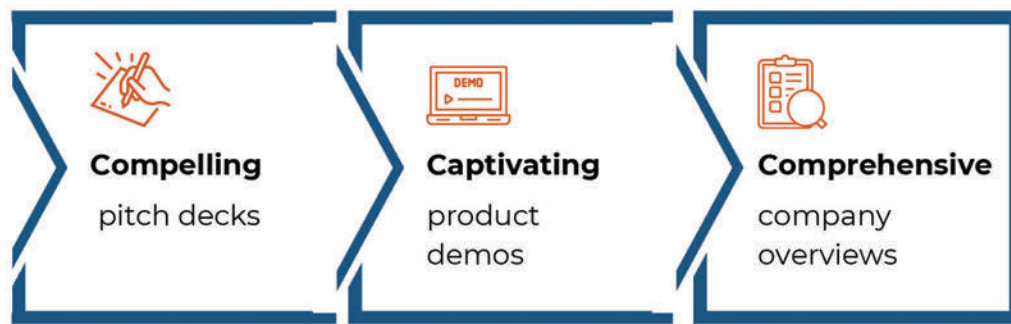 Compelling
pitch decks
DEMO
Captivating
product
demos
Comprehensive
company
overviews